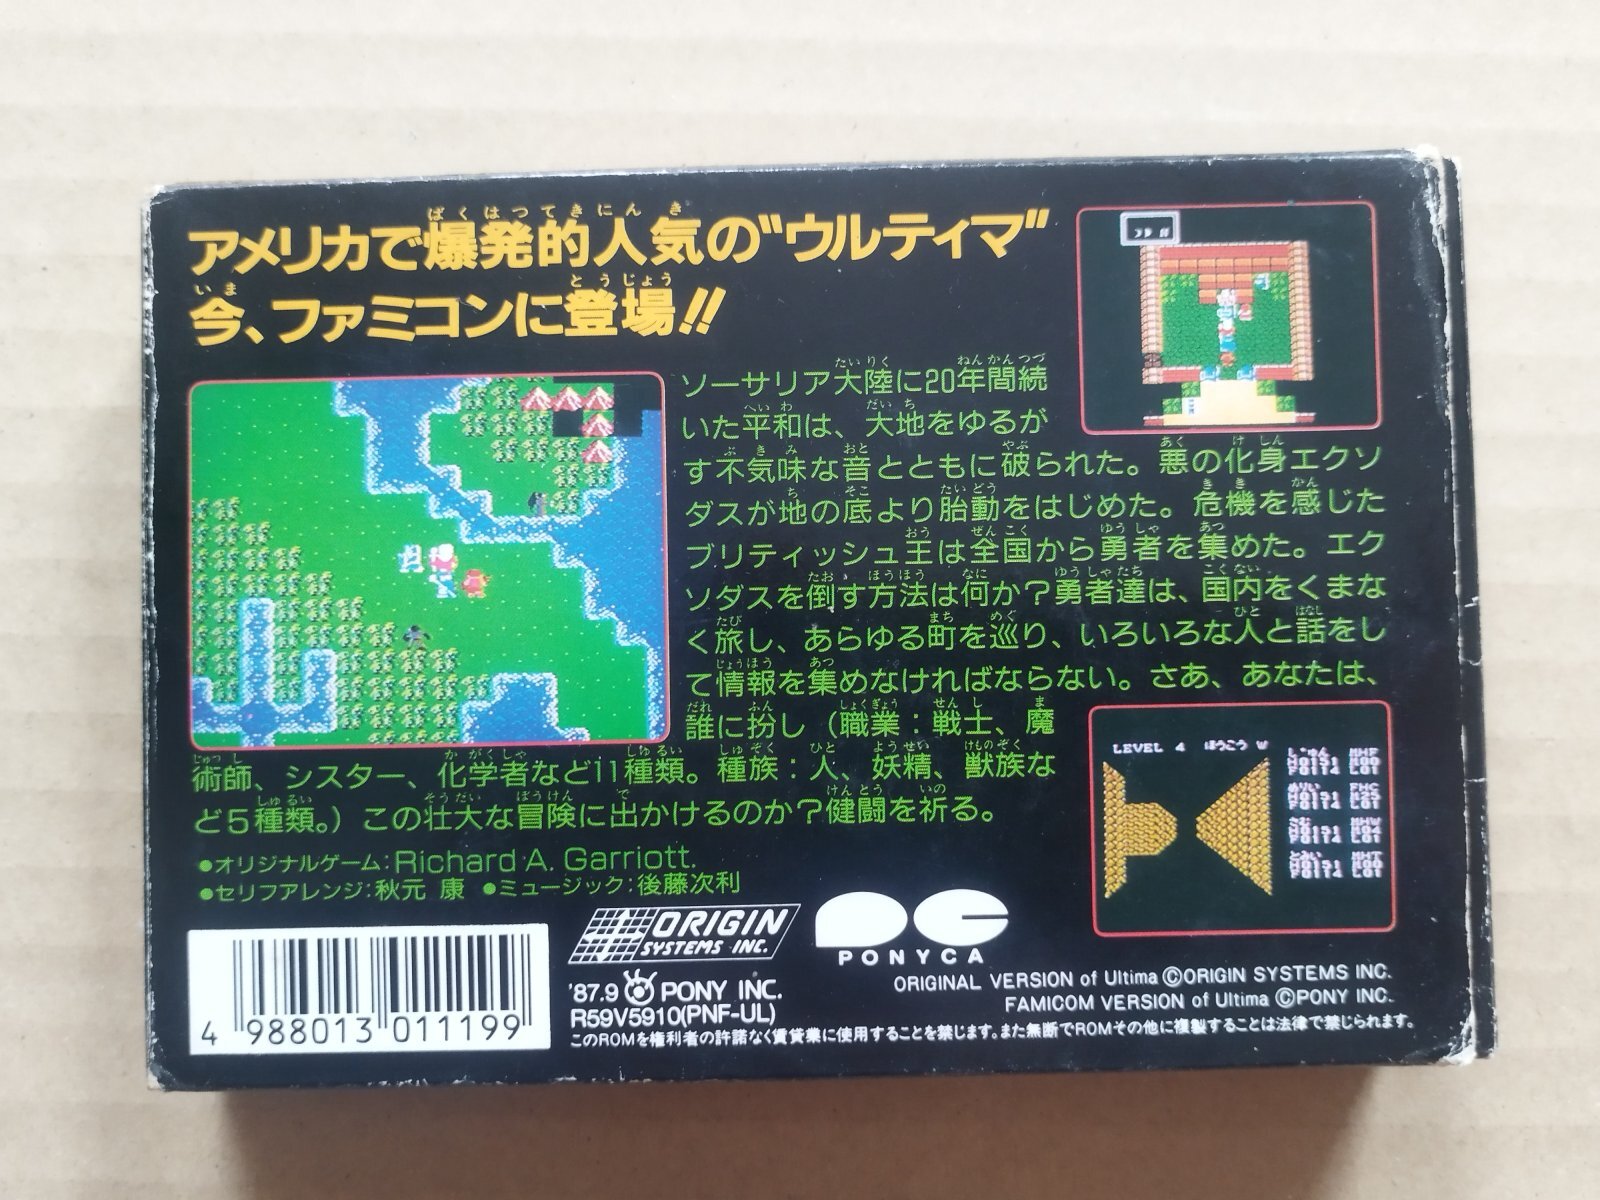 アメリカで爆発的人気の“ウルティマ”
今、ファミコンに登場!!
ソーサリア大陸に20年間続
いた平和は、大地をゆるが
す不気味な音とともに破られた。悪の化身エクソ
ダスが地の底より胎動をはじめた。危機を感じた
ブリティッシュ王は全国から勇者を集めた。エク
ソダスを倒す方法は何か?勇者達は、国内をくまな
く旅し、あらゆる町を巡り、いろいろな人と話をし
て情報を集めなければならない。さあ、あなたは、
誰に扮し（職業：戦士、魔
術師、シスター、化学者など11種類。種族：人、妖精、獣族な
ど5種類。）この壮大な冒険に出かけるのか?健闘を祈る。
●オリジナルゲーム：Richard A. Garriott.
●セリフアレンジ：秋元 康 ●ミュージック：後藤次利
LEVEL 4 ほうこう W
ORIGIN
SYSTEMS INC.
PONYCA
'87.9 PONY INC.
R59V5910(PNF-UL)
ORIGINAL VERSION of Ultima ©ORIGIN SYSTEMS INC.
FAMICOM VERSION of Ultima ©PONY INC.
このROMを権利者の許諾なく賃貸業に使用することを禁じます。また無断でROMその他に複製することは法律で禁じられます。
4 988013 011199